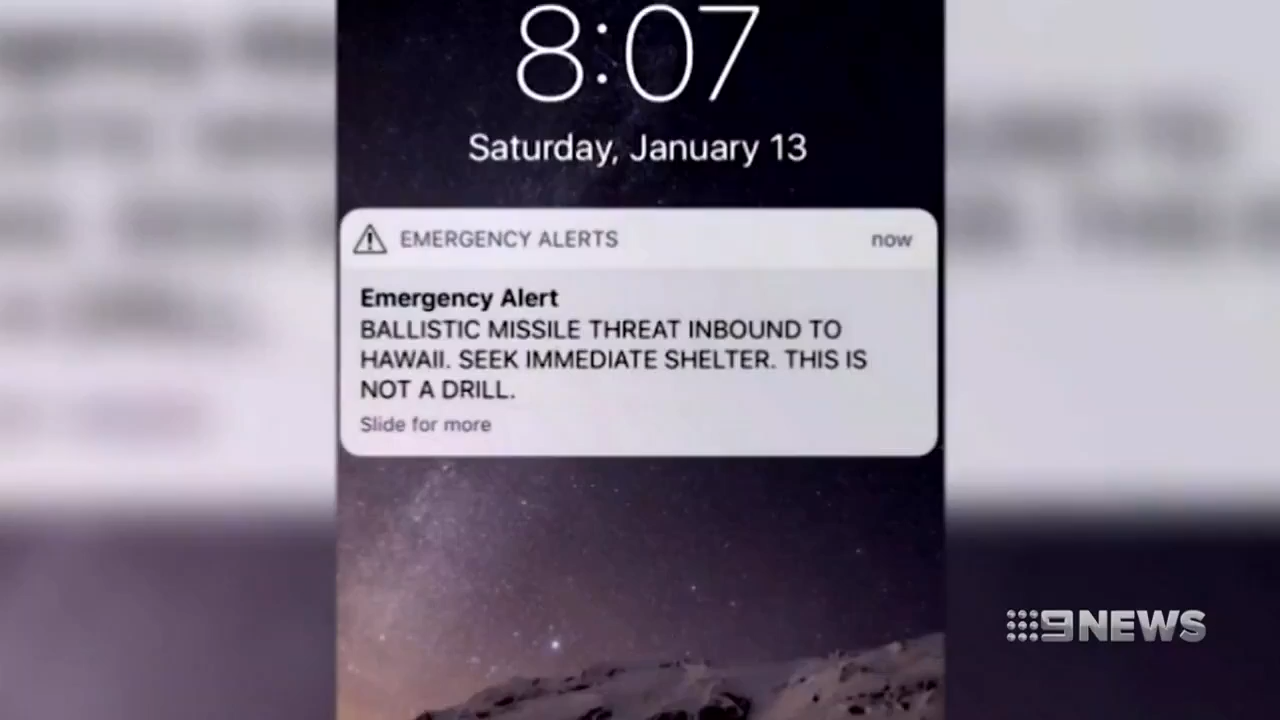 8:07
Saturday, January 13
EMERGENCY ALERTS
now
Emergency Alert
BALLISTIC MISSILE THREAT INBOUND TO
HAWAII. SEEK IMMEDIATE SHELTER. THIS IS
NOT A DRILL.
Slide for more
9NEWS